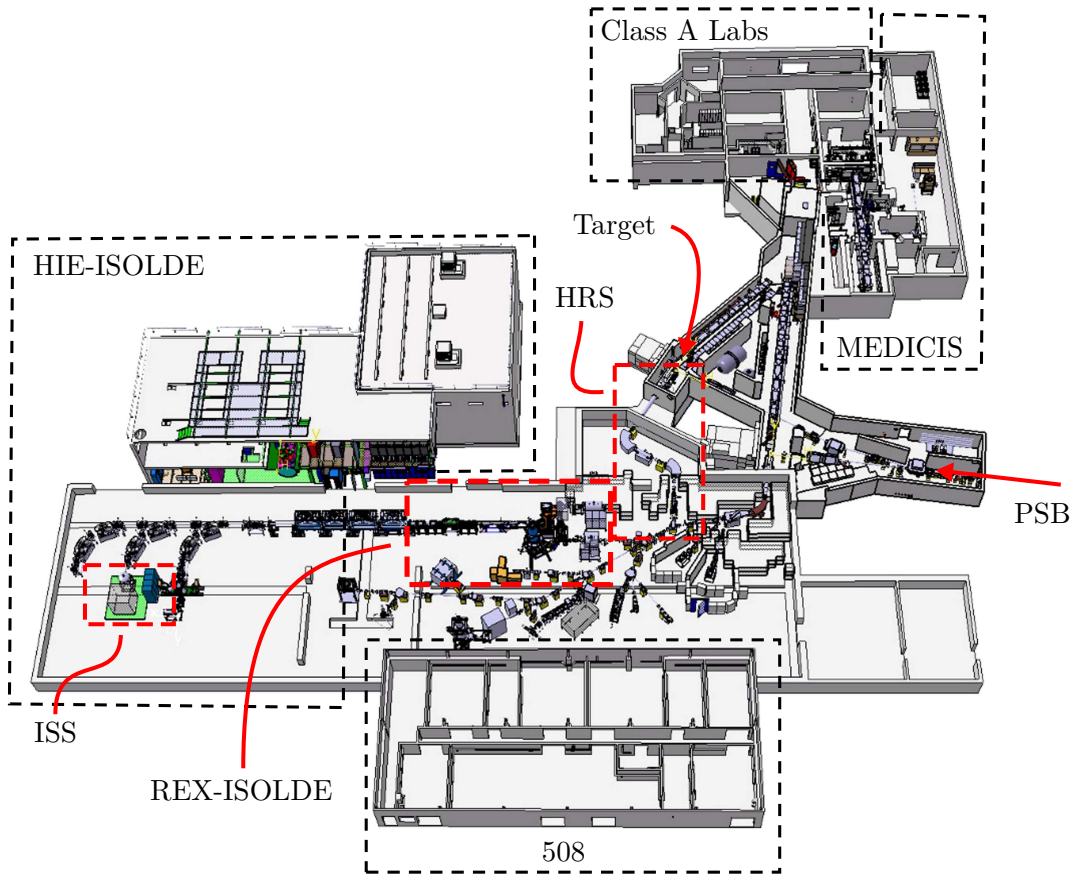 Class A Labs
Target
HIE-ISOLDE
HRS
MEDICIS
PSB
ISS
REX-ISOLDE
508